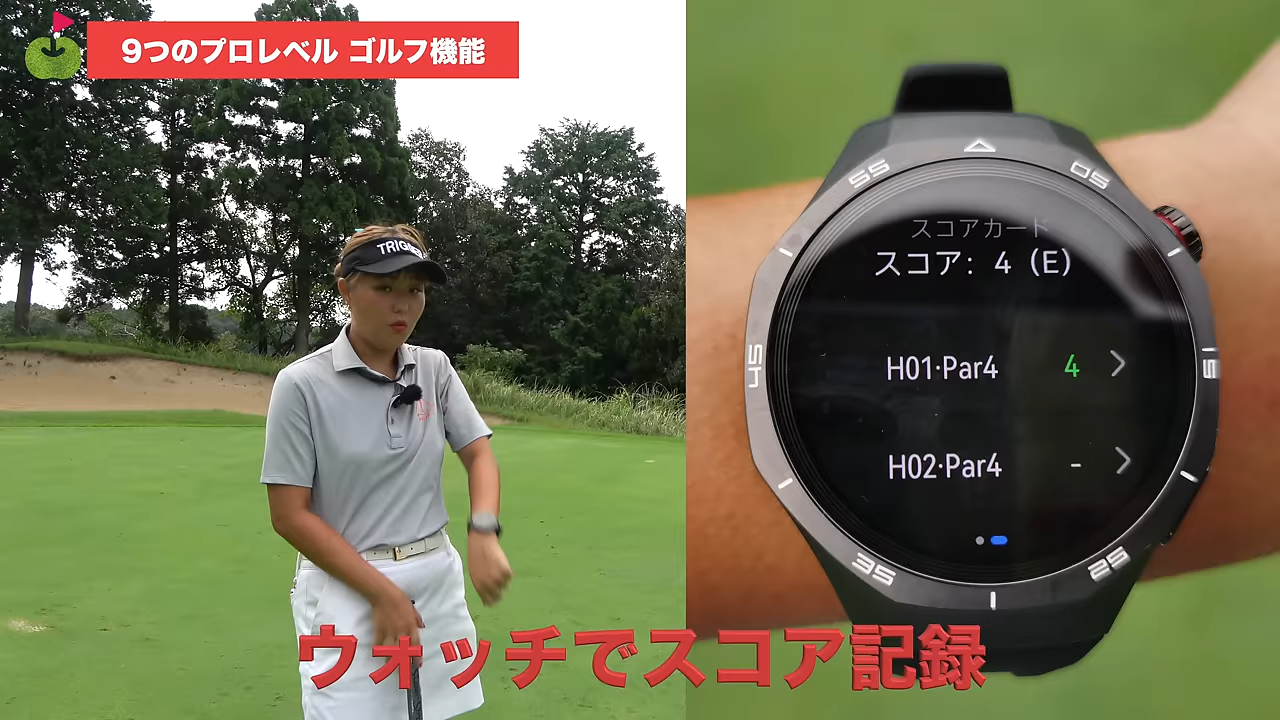 9つのプロレベル ゴルフ機能
スコアカード
スコア: 4 (E)
H01·Par4 4
H02·Par4 -
55
05
45
15
35
25
ウォッチでスコア記録